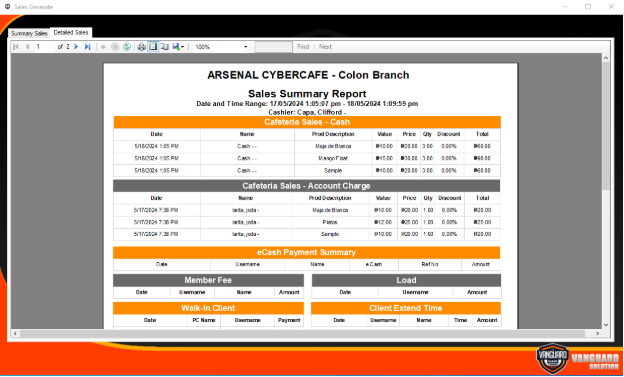 Sales Generate
Summary Sales Detailed Sales
1 of 2 100% Find | Next
ARSENAL CYBERCAFE - Colon Branch
Sales Summary Report
Date and Time Range: 17/05/2024 1:05:07 pm - 18/05/2024 1:09:59 pm
Cashier: Capa, Clifford -
Cafeteria Sales - Cash
Date Name Prod Description Value Price Qty Discount Total
5/18/2024 1:05 PM Cash - - Maja de Blanca ₱10.00 ₱20.00 3.00 0.00% ₱60.00
5/18/2024 1:05 PM Cash - - Mango Float ₱15.00 ₱30.00 3.00 0.00% ₱90.00
5/18/2024 1:05 PM Cash - - Sample ₱10.00 ₱20.00 3.00 0.00% ₱60.00
Cafeteria Sales - Account Charge
Date Name Prod Description Value Price Qty Discount Total
5/17/2024 7:38 PM larita, joda - Maja de Blanca ₱10.00 ₱20.00 1.00 0.00% ₱20.00
5/17/2024 7:38 PM larita, joda - Piatos ₱12.00 ₱25.00 1.00 0.00% ₱25.00
5/17/2024 7:38 PM larita, joda - Sample ₱10.00 ₱20.00 1.00 0.00% ₱20.00
eCash Payment Summary
Date Username Name eCash Ref No Amount
Member Fee Load
Date Username Name Amount Date Username Amount
Walk-In Client Client Extend Time
Date PC Name Username Payment Date Username Name Time Amount
VANGUARD
VANGUARD
SOLUTION